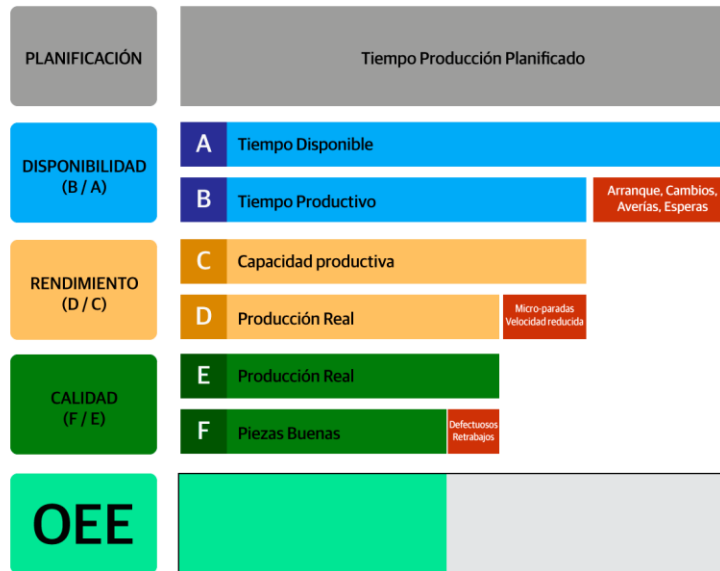 PLANIFICACIÓN
Tiempo Producción Planificado
DISPONIBILIDAD
(B / A)
A
Tiempo Disponible
B
Tiempo Productivo
Arranque, Cambios,
Averías, Esperas
RENDIMIENTO
(D / C)
C
Capacidad productiva
D
Producción Real
Micro-paradas
Velocidad reducida
CALIDAD
(F / E)
E
Producción Real
F
Piezas Buenas
Defectuosos
Retrabajos
OEE